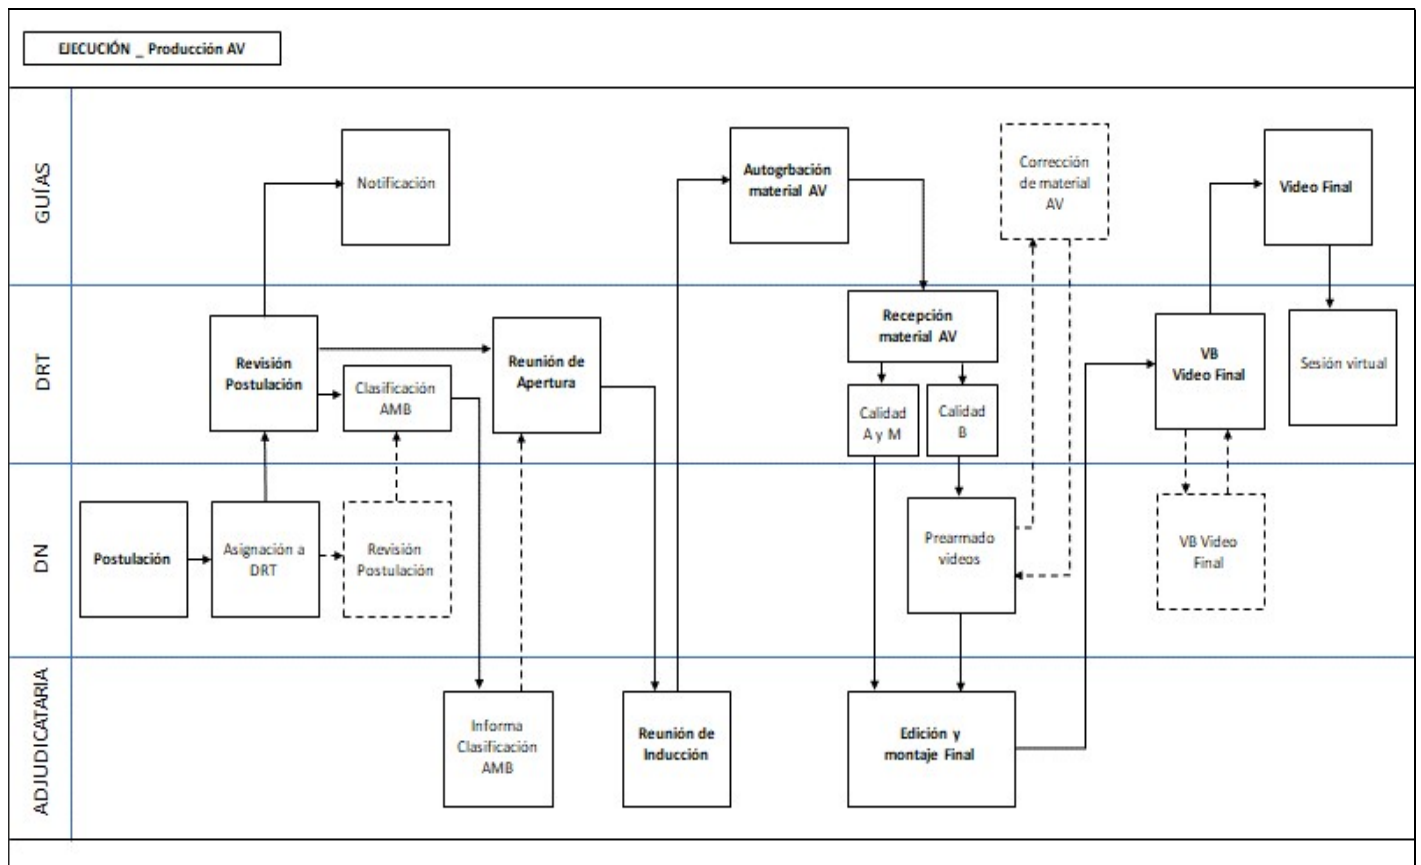 EJECUCIÓN _ Producción AV
GUÍAS
Notificación
Autogrbación
material AV
Corrección
de material
AV
Video Final
DRT
Revisión
Postulación
Clasificación
AMB
Reunión de
Apertura
Recepción
material AV
Calidad
A y M
Calidad
B
VB
Video Final
Sesión virtual
DN
Postulación
Asignación a
DRT
Revisión
Postulación
Prearmado
videos
VB Video
Final
ADJUDICATARIA
Informa
Clasificación
AMB
Reunión de
Inducción
Edición y
montaje Final